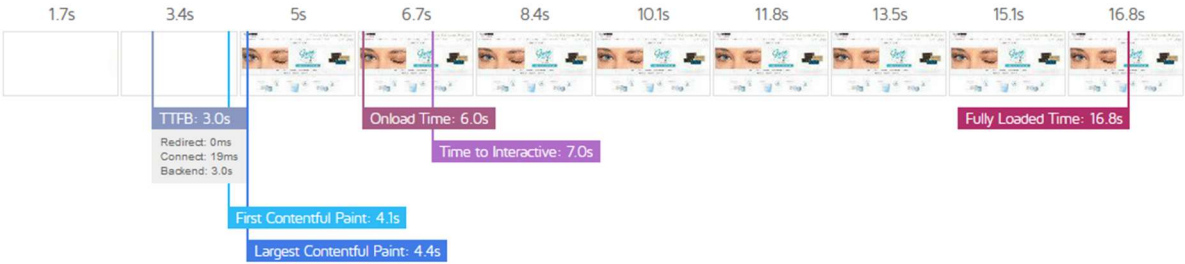 1.7s 3.4s 5s 6.7s 8.4s 10.1s 11.8s 13.5s 15.1s 16.8s
TTFB: 3.0s
Redirect: 0ms
Connect: 19ms
Backend: 3.0s
Onload Time: 6.0s
Fully Loaded Time: 16.8s
Time to Interactive: 7.0s
First Contentful Paint: 4.1s
Largest Contentful Paint: 4.4s